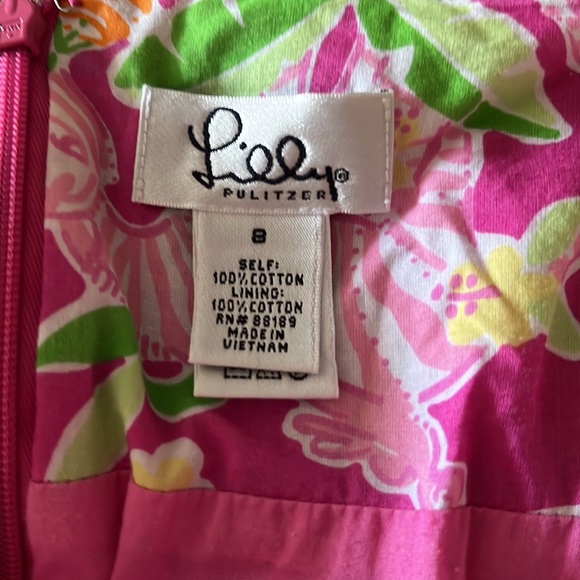 Lilly®
PULITZER
8
SELF:
100% COTTON
LINING:
100% COTTON
RN# 88189
MADE IN
VIETNAM